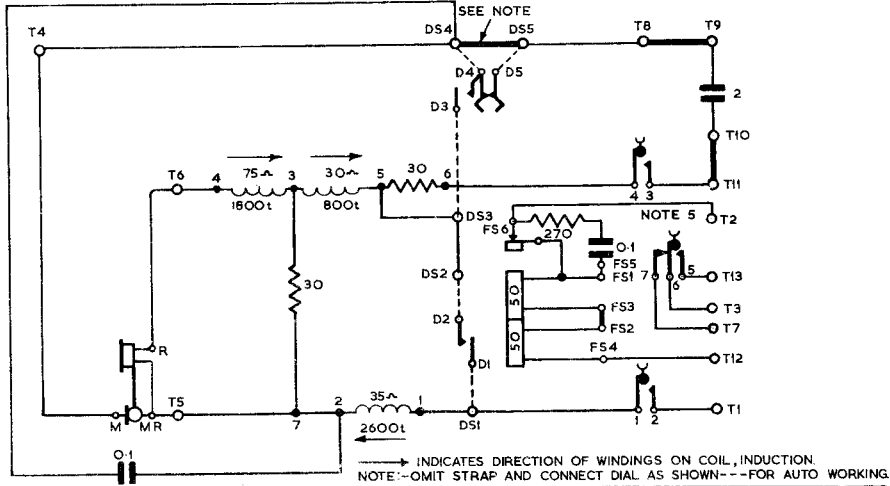 T4
DS4
SEE NOTE
DS5
T8
T9
D4
D5
D3
2
T10
T6
4
75~
1800t
3
30~
800t
5
30
6
4 3
T11
DS3
FS6
270
NOTE 5
T2
0·1
FS5
FS1
DS2
50
7
6
5
T13
30
FS3
T3
D2
FS2
T7
50
R
D1
FS4
T12
M
MR
T5
7
2
35~
2600t
1
DS1
1 2
T1
0·1
INDICATES DIRECTION OF WINDINGS ON COIL, INDUCTION.
NOTE:-OMIT STRAP AND CONNECT DIAL AS SHOWN---FOR AUTO WORKING